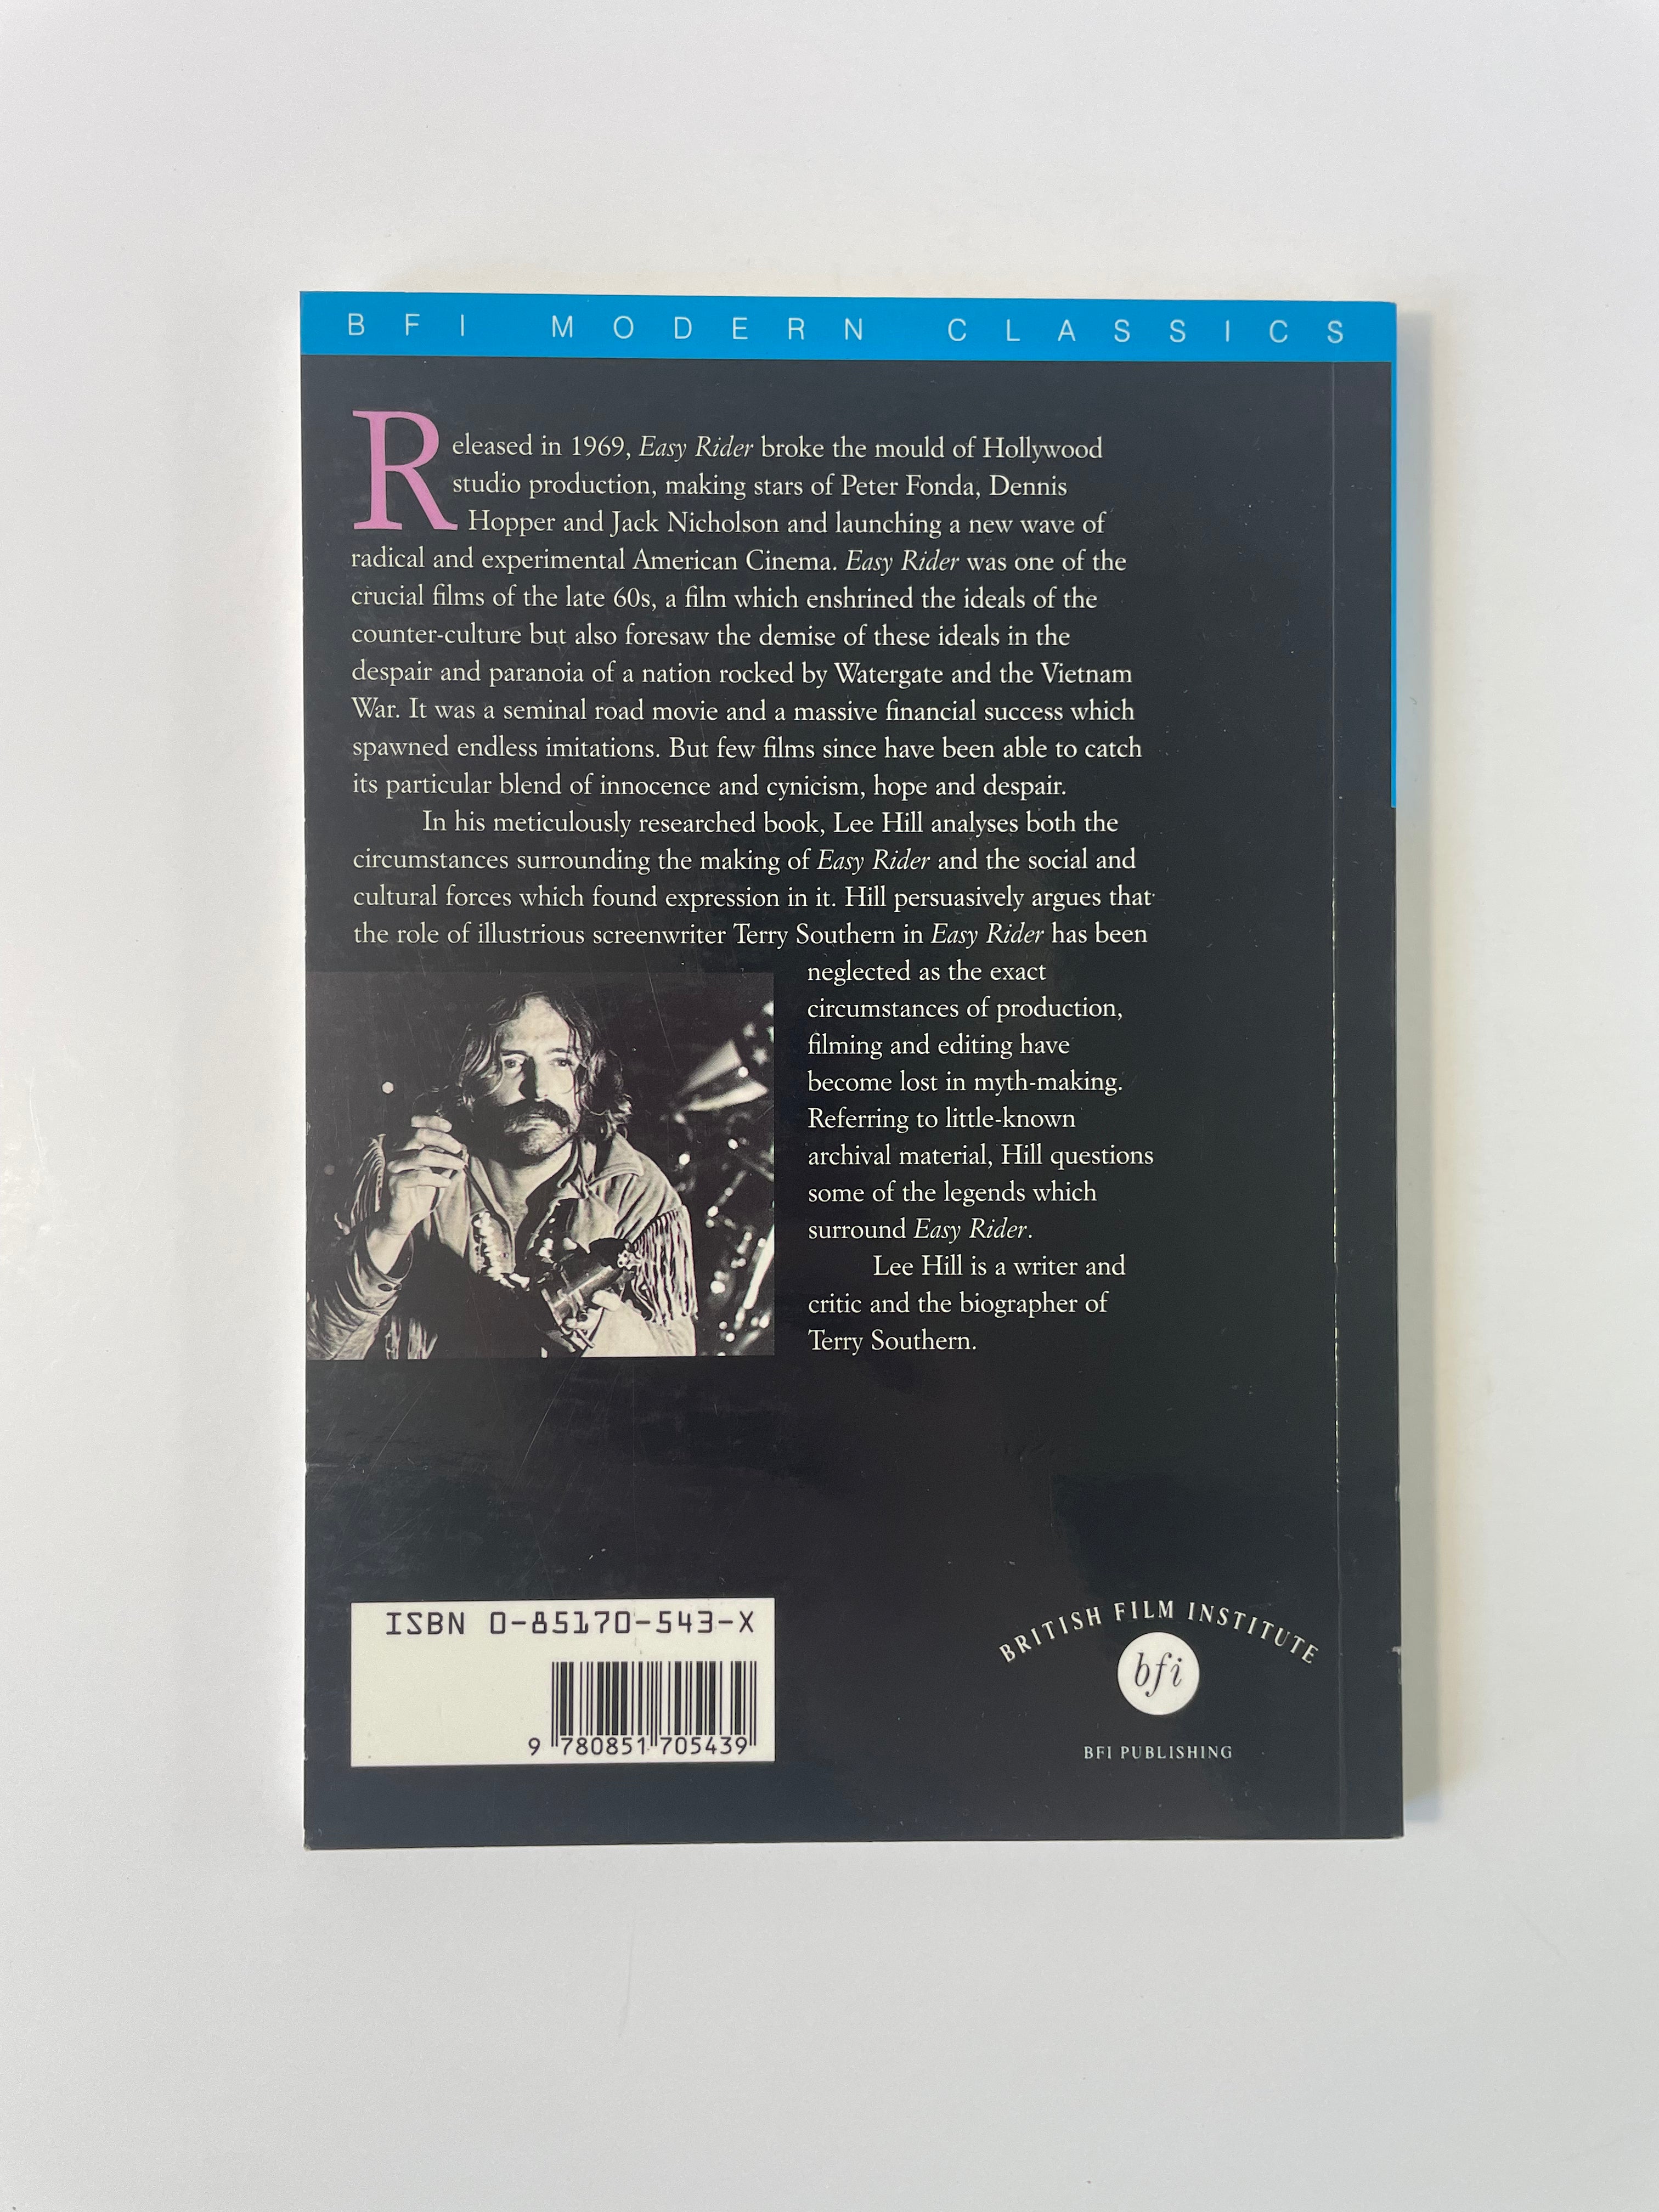 BFI MODERN CLASSICS
Released in 1969, Easy Rider broke the mould of Hollywood
studio production, making stars of Peter Fonda, Dennis
Hopper and Jack Nicholson and launching a new wave of
radical and experimental American Cinema. Easy Rider was one of the
crucial films of the late 60s, a film which enshrined the ideals of the
counter-culture but also foresaw the demise of these ideals in the
despair and paranoia of a nation rocked by Watergate and the Vietnam
War. It was a seminal road movie and a massive financial success which
spawned endless imitations. But few films since have been able to catch
its particular blend of innocence and cynicism, hope and despair.
In his meticulously researched book, Lee Hill analyses both the
circumstances surrounding the making of Easy Rider and the social and
cultural forces which found expression in it. Hill persuasively argues that
the role of illustrious screenwriter Terry Southern in Easy Rider has been
neglected as the exact
circumstances of production,
filming and editing have
become lost in myth-making.
Referring to little-known
archival material, Hill questions
some of the legends which
surround Easy Rider.
Lee Hill is a writer and
critic and the biographer of
Terry Southern.
ISBN 0-85170-543-X
9 780851 705439
BRITISH FILM INSTITUTE
bfi
BFI PUBLISHING